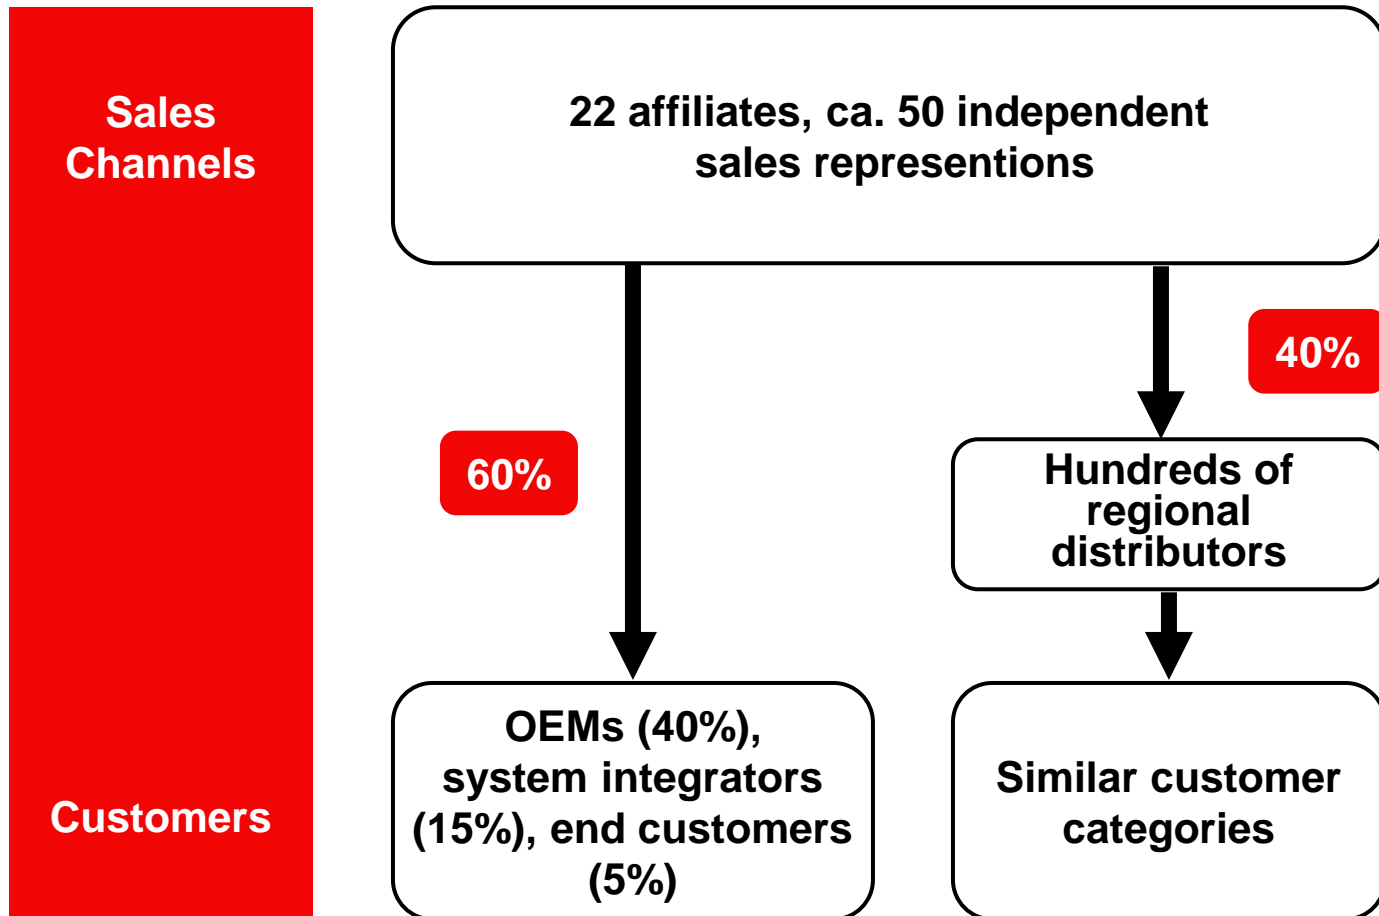 Sales
Channels
22 affiliates, ca. 50 independent
sales representions
40%
60%
Hundreds of
regional
distributors
Customers
OEMs (40%),
system integrators
(15%), end customers
(5%)
Similar customer
categories